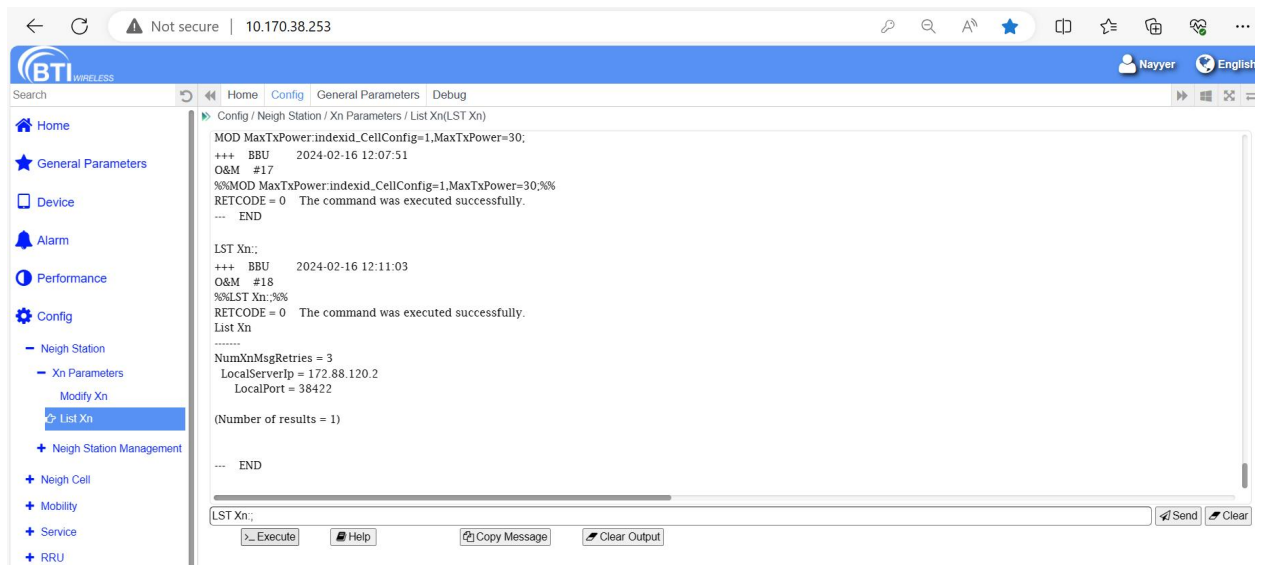 Not secure | 10.170.38.253
BTI WIRELESS
Nayyer English
Search
Home Config General Parameters Debug
Config / Neigh Station / Xn Parameters / List Xn(LST Xn)
Home
General Parameters
Device
Alarm
Performance
Config
Neigh Station
Xn Parameters
Modify Xn
List Xn
Neigh Station Management
Neigh Cell
Mobility
Service
RRU
MOD MaxTxPower:indexid_CellConfig=1,MaxTxPower=30;
+++ BBU 2024-02-16 12:07:51
O&M #17
%%MOD MaxTxPower:indexid_CellConfig=1,MaxTxPower=30;%%
RETCODE = 0 The command was executed successfully.
--- END
LST Xn:;
+++ BBU 2024-02-16 12:11:03
O&M #18
%%LST Xn:;%%
RETCODE = 0 The command was executed successfully.
List Xn
-------
NumXnMsgRetries = 3
LocalServerIp = 172.88.120.2
LocalPort = 38422
(Number of results = 1)
--- END
LST Xn:;
Send Clear
>_ Execute Help Copy Message Clear Output